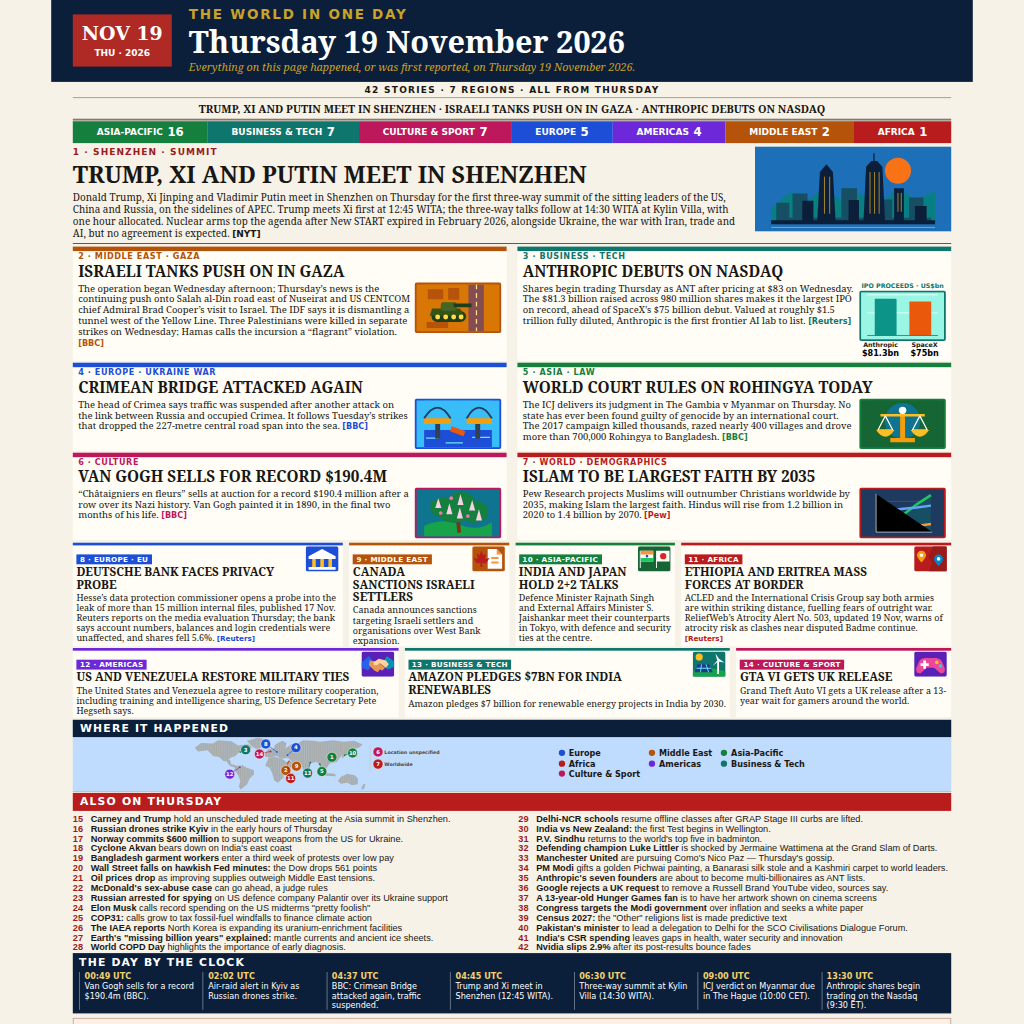 NOV 19
THU · 2026
THE WORLD IN ONE DAY
Thursday 19 November 2026
Everything on this page happened, or was first reported, on Thursday 19 November 2026.
42 STORIES · 7 REGIONS · ALL FROM THURSDAY
TRUMP, XI AND PUTIN MEET IN SHENZHEN · ISRAELI TANKS PUSH ON IN GAZA · ANTHROPIC DEBUTS ON NASDAQ
ASIA-PACIFIC 16
BUSINESS & TECH 7
CULTURE & SPORT 7
EUROPE 5
AMERICAS 4
MIDDLE EAST 2
AFRICA 1
1 · SHENZHEN · SUMMIT
TRUMP, XI AND PUTIN MEET IN SHENZHEN
Donald Trump, Xi Jinping and Vladimir Putin meet in Shenzhen on Thursday for the first three-way summit of the sitting leaders of the US,
China and Russia, on the sidelines of APEC. Trump meets Xi first at 12:45 WITA; the three-way talks follow at 14:30 WITA at Kylin Villa, with
one hour allocated. Nuclear arms top the agenda after New START expired in February 2026, alongside Ukraine, the war with Iran, trade and
AI, but no agreement is expected. [NYT]
2 · MIDDLE EAST · GAZA
ISRAELI TANKS PUSH ON IN GAZA
The operation began Wednesday afternoon; Thursday's news is the
continuing push onto Salah al-Din road east of Nuseirat and US CENTCOM
chief Admiral Brad Cooper's visit to Israel. The IDF says it is dismantling a
tunnel west of the Yellow Line. Three Palestinians were killed in separate
strikes on Wednesday; Hamas calls the incursion a “flagrant” violation.
[BBC]
3 · BUSINESS · TECH
ANTHROPIC DEBUTS ON NASDAQ
Shares begin trading Thursday as ANT after pricing at $83 on Wednesday.
The $81.3 billion raised across 980 million shares makes it the largest IPO
on record, ahead of SpaceX's $75 billion debut. Valued at roughly $1.5
trillion fully diluted, Anthropic is the first frontier AI lab to list. [Reuters]
IPO PROCEEDS · US$bn
Anthropic SpaceX
$81.3bn $75bn
4 · EUROPE · UKRAINE WAR
CRIMEAN BRIDGE ATTACKED AGAIN
The head of Crimea says traffic was suspended after another attack on
the link between Russia and occupied Crimea. It follows Tuesday's strikes
that dropped the 227-metre central road span into the sea. [BBC]
5 · ASIA · LAW
WORLD COURT RULES ON ROHINGYA TODAY
The ICJ delivers its judgment in The Gambia v Myanmar on Thursday. No
state has ever been found guilty of genocide by an international court.
The 2017 campaign killed thousands, razed nearly 400 villages and drove
more than 700,000 Rohingya to Bangladesh. [BBC]
6 · CULTURE
VAN GOGH SELLS FOR RECORD $190.4M
“Châtaigniers en fleurs” sells at auction for a record $190.4 million after a
row over its Nazi history. Van Gogh painted it in 1890, in the final two
months of his life. [BBC]
7 · WORLD · DEMOGRAPHICS
ISLAM TO BE LARGEST FAITH BY 2035
Pew Research projects Muslims will outnumber Christians worldwide by
2035, making Islam the largest faith. Hindus will rise from 1.2 billion in
2020 to 1.4 billion by 2070. [Pew]
8 · EUROPE · EU
DEUTSCHE BANK FACES PRIVACY
PROBE
Hesse's data protection commissioner opens a probe into the
leak of more than 15 million internal files, published 17 Nov.
Reuters reports on the media evaluation Thursday; the bank
says account numbers, balances and login credentials were
unaffected, and shares fell 5.6%. [Reuters]
9 · MIDDLE EAST
CANADA
SANCTIONS ISRAELI
SETTLERS
Canada announces sanctions
targeting Israeli settlers and
organisations over West Bank
expansion.
10 · ASIA-PACIFIC
INDIA AND JAPAN
HOLD 2+2 TALKS
Defence Minister Rajnath Singh
and External Affairs Minister S.
Jaishankar meet their counterparts
in Tokyo, with defence and security
ties at the centre.
11 · AFRICA
ETHIOPIA AND ERITREA MASS
FORCES AT BORDER
ACLED and the International Crisis Group say both armies
are within striking distance, fuelling fears of outright war.
ReliefWeb's Atrocity Alert No. 503, updated 19 Nov, warns of
atrocity risk as clashes near disputed Badme continue.
[Reuters]
12 · AMERICAS
US AND VENEZUELA RESTORE MILITARY TIES
The United States and Venezuela agree to restore military cooperation,
including training and intelligence sharing, US Defence Secretary Pete
Hegseth says.
13 · BUSINESS & TECH
AMAZON PLEDGES $7BN FOR INDIA
RENEWABLES
Amazon pledges $7 billion for renewable energy projects in India by 2030.
14 · CULTURE & SPORT
GTA VI GETS UK RELEASE
Grand Theft Auto VI gets a UK release after a 13-
year wait for gamers around the world.
WHERE IT HAPPENED
3 8 4 14 1 10 2 9 11 13 5 12
6 Location unspecified
7 Worldwide
Europe Middle East Asia-Pacific
Africa Americas Business & Tech
Culture & Sport
ALSO ON THURSDAY
15 Carney and Trump hold an unscheduled trade meeting at the Asia summit in Shenzhen.
16 Russian drones strike Kyiv in the early hours of Thursday
17 Norway commits $600 million to support weapons from the US for Ukraine.
18 Cyclone Akvan bears down on India's east coast
19 Bangladesh garment workers enter a third week of protests over low pay
20 Wall Street falls on hawkish Fed minutes: the Dow drops 561 points
21 Oil prices drop as improving supplies outweigh Middle East tensions.
22 McDonald's sex-abuse case can go ahead, a judge rules
23 Russian arrested for spying on US defence company Palantir over its Ukraine support
24 Elon Musk calls record spending on the US midterms "pretty foolish"
25 COP31: calls grow to tax fossil-fuel windfalls to finance climate action
26 The IAEA reports North Korea is expanding its uranium-enrichment facilities
27 Earth's "missing billion years" explained: mantle currents and ancient ice sheets.
28 World COPD Day highlights the importance of early diagnosis.
29 Delhi-NCR schools resume offline classes after GRAP Stage III curbs are lifted.
30 India vs New Zealand: the first Test begins in Wellington.
31 P.V. Sindhu returns to the world's top five in badminton.
32 Defending champion Luke Littler is shocked by Jermaine Wattimena at the Grand Slam of Darts.
33 Manchester United are pursuing Como's Nico Paz — Thursday's gossip.
34 PM Modi gifts a golden Pichwai painting, a Banarasi silk stole and a Kashmiri carpet to world leaders.
35 Anthropic's seven founders are about to become multi-billionaires as ANT lists.
36 Google rejects a UK request to remove a Russell Brand YouTube video, sources say.
37 A 13-year-old Hunger Games fan is to have her artwork shown on cinema screens
38 Congress targets the Modi government over inflation and seeks a white paper
39 Census 2027: the "Other" religions list is made predictive text
40 Pakistan's minister to lead a delegation to Delhi for the SCO Civilisations Dialogue Forum.
41 India's CSR spending leaves gaps in health, water security and innovation
42 Nvidia slips 2.9% after its post-results bounce fades
THE DAY BY THE CLOCK
00:49 UTC
Van Gogh sells for a record
$190.4m (BBC).
02:02 UTC
Air-raid alert in Kyiv as
Russian drones strike.
04:37 UTC
BBC: Crimean Bridge
attacked again, traffic
suspended.
04:45 UTC
Trump and Xi meet in
Shenzhen (12:45 WITA).
06:30 UTC
Three-way summit at Kylin
Villa (14:30 WITA).
09:00 UTC
ICJ verdict on Myanmar due
in The Hague (10:00 CET).
13:30 UTC
Anthropic shares begin
trading on the Nasdaq
(9:30 ET).